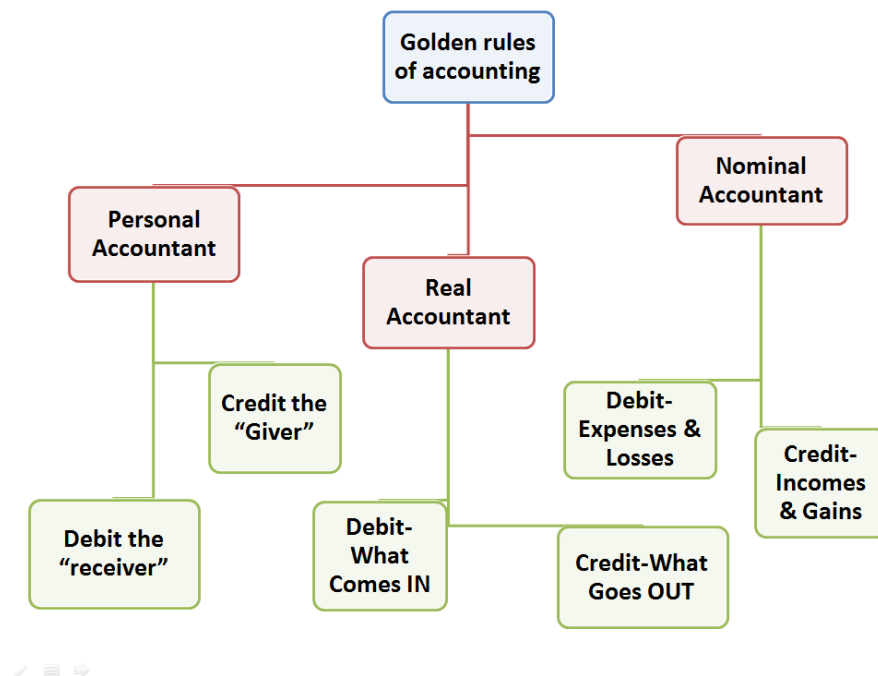 Golden rules
of accounting
Nominal
Accountant
Personal
Accountant
Real
Accountant
Credit the
“Giver”
Debit-
Expenses &
Losses
Credit-
Incomes
& Gains
Debit the
“receiver”
Debit-
What
Comes IN
Credit-What
Goes OUT